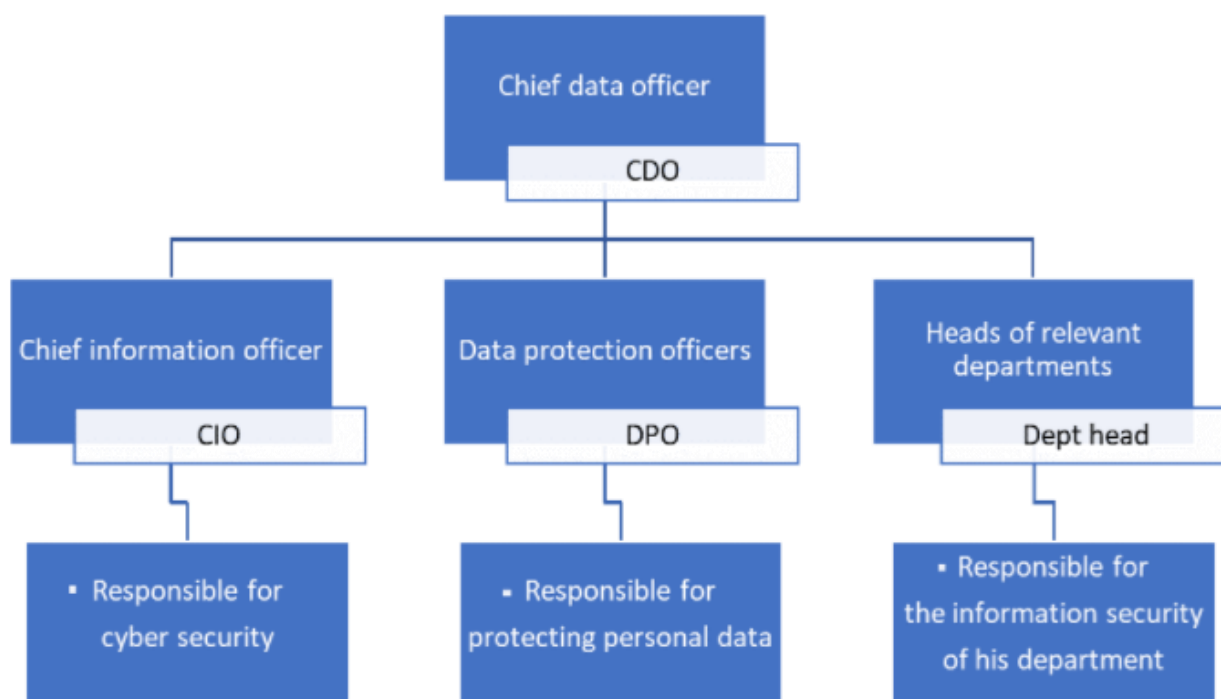 Chief data officer
CDO
Chief information officer
CIO
Data protection officers
DPO
Heads of relevant
departments
Dept head
▪ Responsible for
cyber security
▪ Responsible for
protecting personal data
▪ Responsible for
the information security
of his department